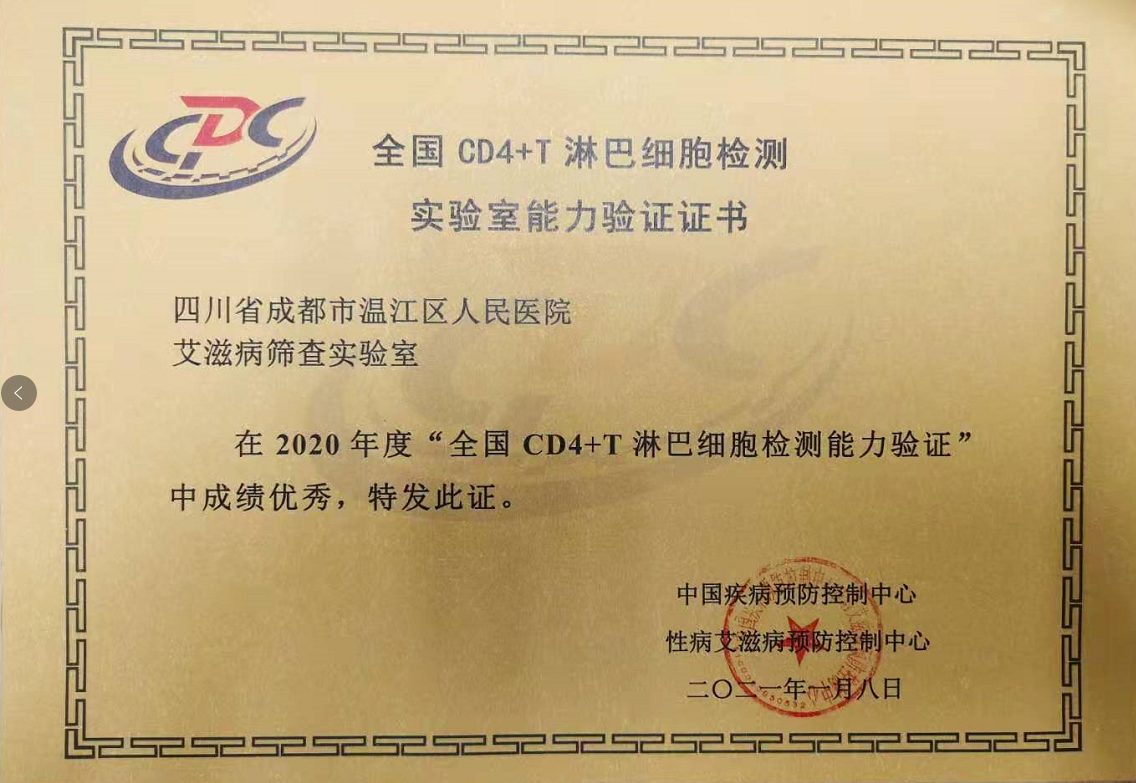 CDC
全国 CD4+T 淋巴细胞检测
实验室能力验证证书
四川省成都市温江区人民医院
艾滋病筛查实验室
在 2020 年度“全国 CD4+T 淋巴细胞检测能力验证”
中成绩优秀，特发此证。
中国疾病预防控制中心
性病艾滋病预防控制中心
二〇二一年一月八日